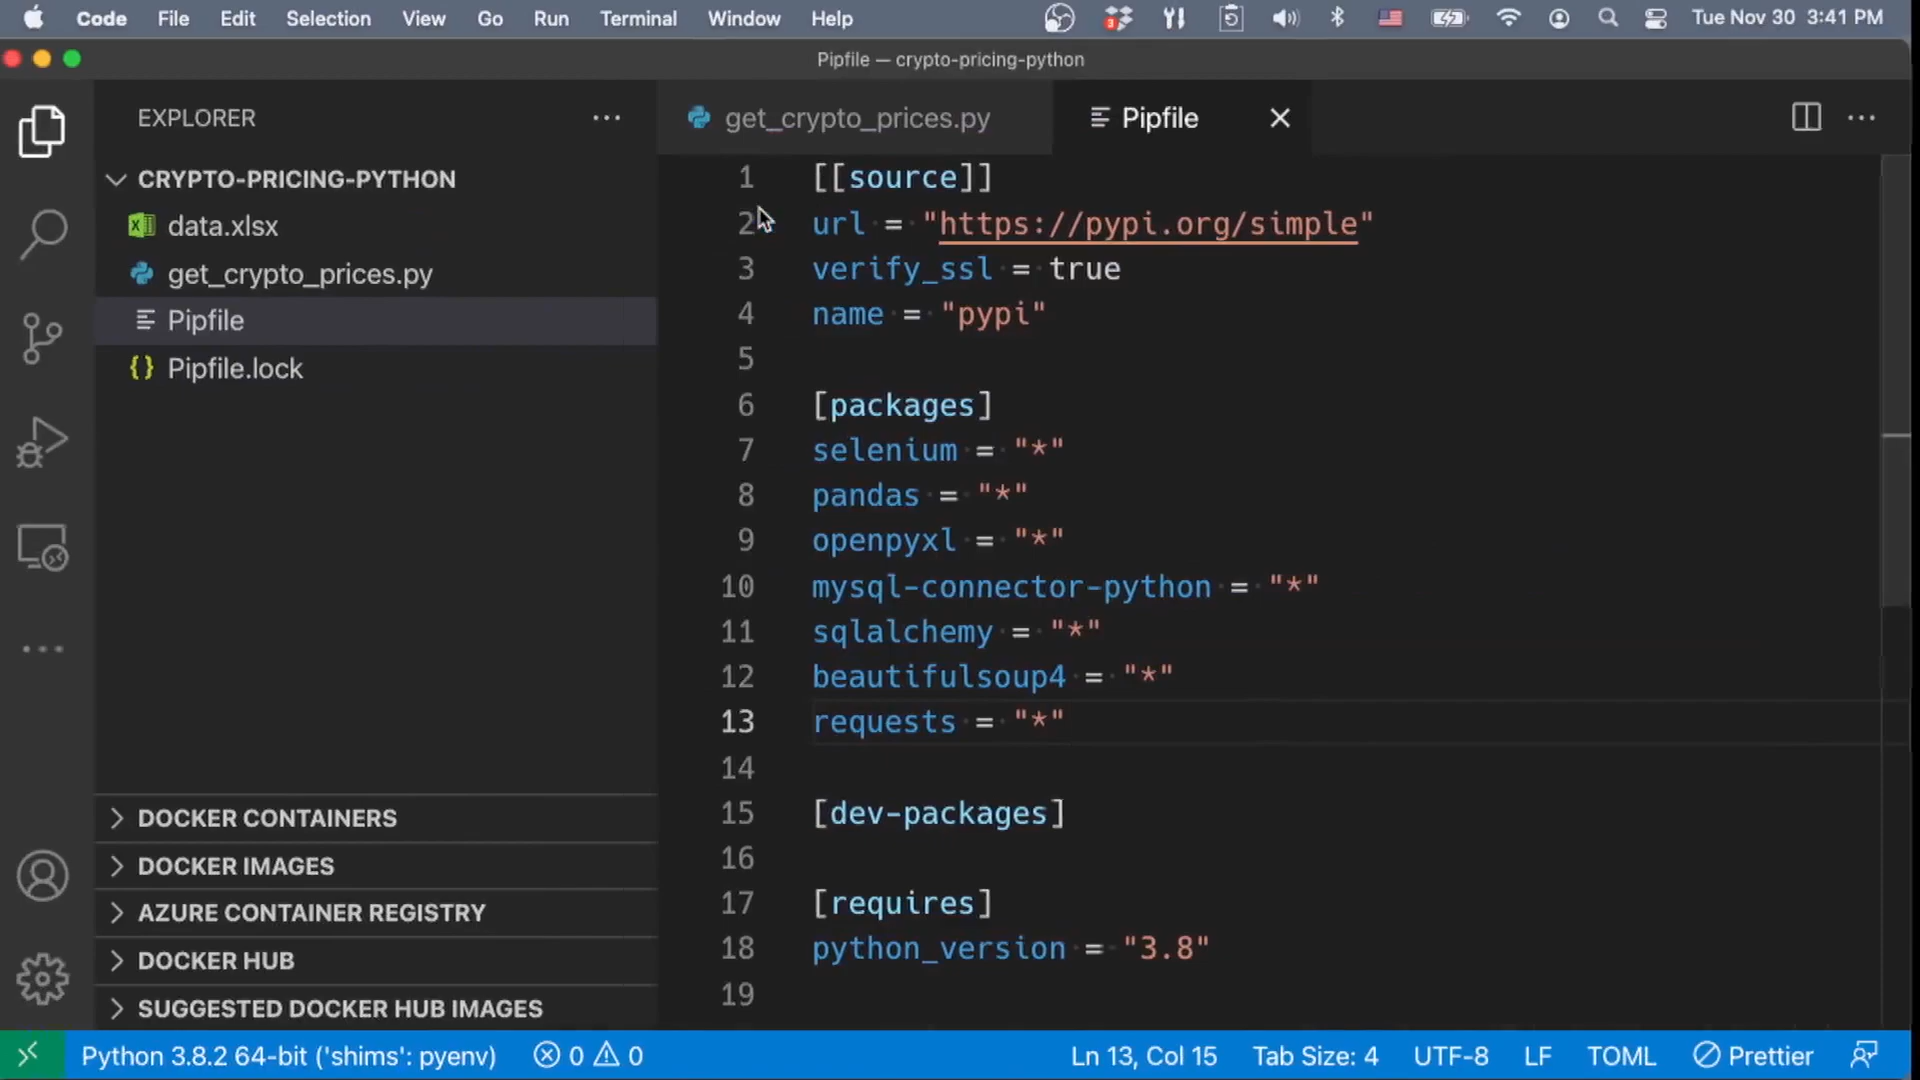 Code File Edit Selection View Go Run Terminal Window Help 3 Tue Nov 30 3:41 PM
Pipfile — crypto-pricing-python
EXPLORER
CRYPTO-PRICING-PYTHON
data.xlsx
get_crypto_prices.py
Pipfile
{} Pipfile.lock
DOCKER CONTAINERS
DOCKER IMAGES
AZURE CONTAINER REGISTRY
DOCKER HUB
SUGGESTED DOCKER HUB IMAGES
get_crypto_prices.py Pipfile
1 [[source]]
2 url = "https://pypi.org/simple"
3 verify_ssl = true
4 name = "pypi"
5
6 [packages]
7 selenium = "*"
8 pandas = "*"
9 openpyxl = "*"
10 mysql-connector-python = "*"
11 sqlalchemy = "*"
12 beautifulsoup4 = "*"
13 requests = "*"
14
15 [dev-packages]
16
17 [requires]
18 python_version = "3.8"
19
Python 3.8.2 64-bit ('shims': pyenv) 0 0 Ln 13, Col 15 Tab Size: 4 UTF-8 LF TOML Prettier